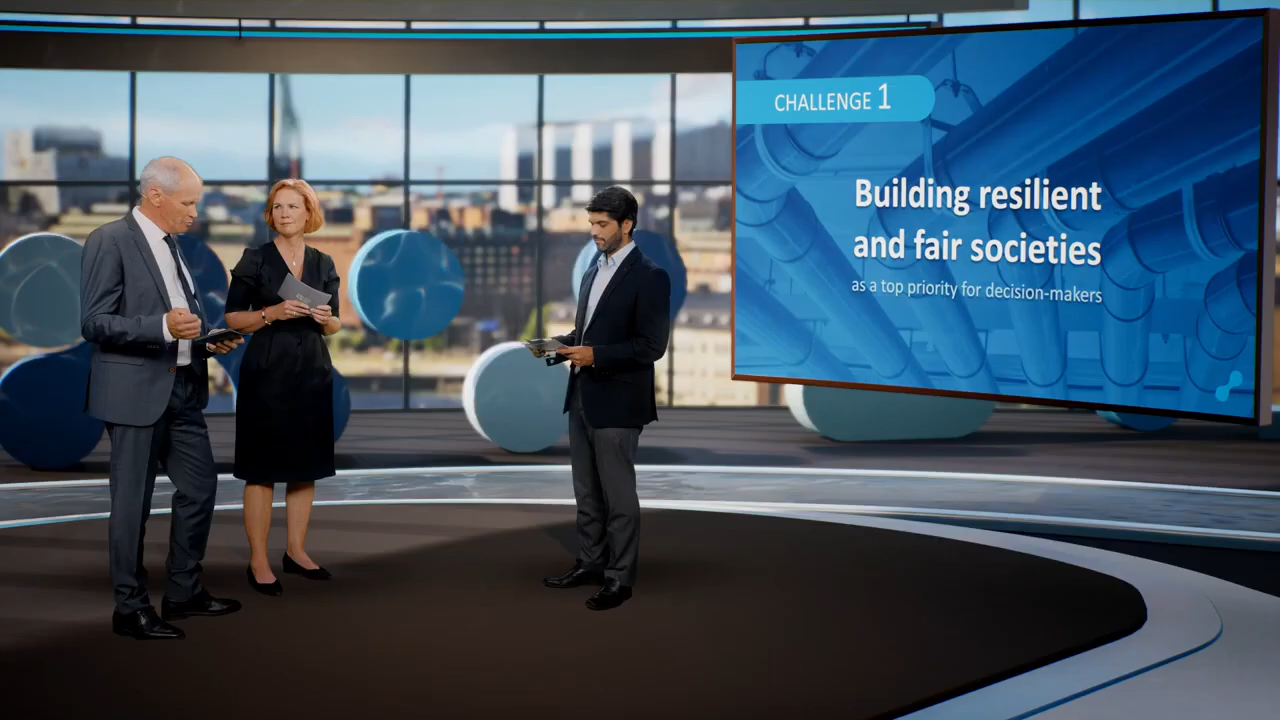 CHALLENGE 1
Building resilient
and fair societies
as a top priority for decision-makers